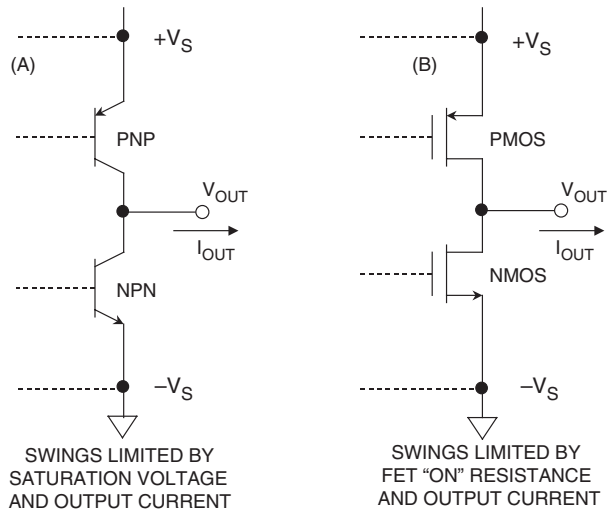 +VS
(A)
PNP
VOUT
IOUT
NPN
−VS
SWINGS LIMITED BY
SATURATION VOLTAGE
AND OUTPUT CURRENT
+VS
(B)
PMOS
VOUT
IOUT
NMOS
−VS
SWINGS LIMITED BY
FET “ON” RESISTANCE
AND OUTPUT CURRENT